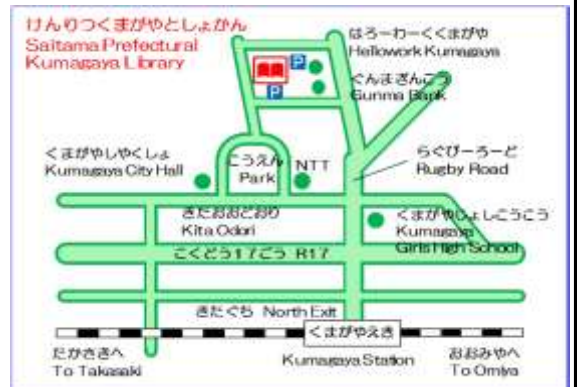 けんりつくまがやとしょかん
Saitama Prefectural
Kumagaya Library
はろーわーくくまがや
Hellowork Kumagaya
P
ぐんまぎんこう
Gunma Bank
P
くまがやしやくしょ
Kumagaya City Hall
こうえん
Park
NTT
らぐびーろーど
Rugby Road
きたおおどおり
Kita Odori
くまがやじょしこうこう
Kumagaya
Girls High School
こくどう17ごう R17
きたぐち North Exit
くまがやえき
たかさきへ
To Takasaki
Kumagaya Station
おおみやへ
To Omiya